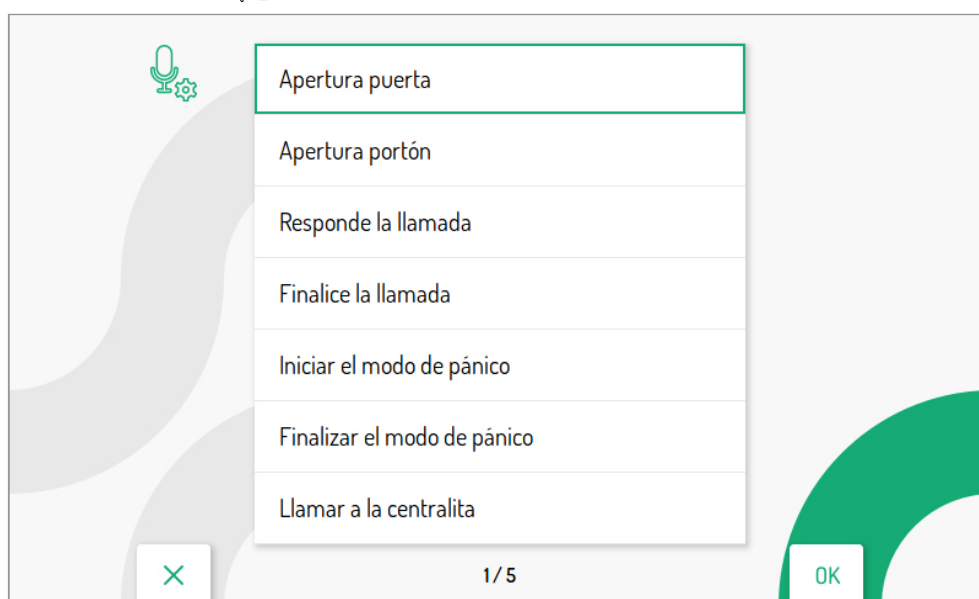 Apertura puerta
Apertura portón
Responde la llamada
Finalice la llamada
Iniciar el modo de pánico
Finalizar el modo de pánico
Llamar a la centralita
1/5
OK